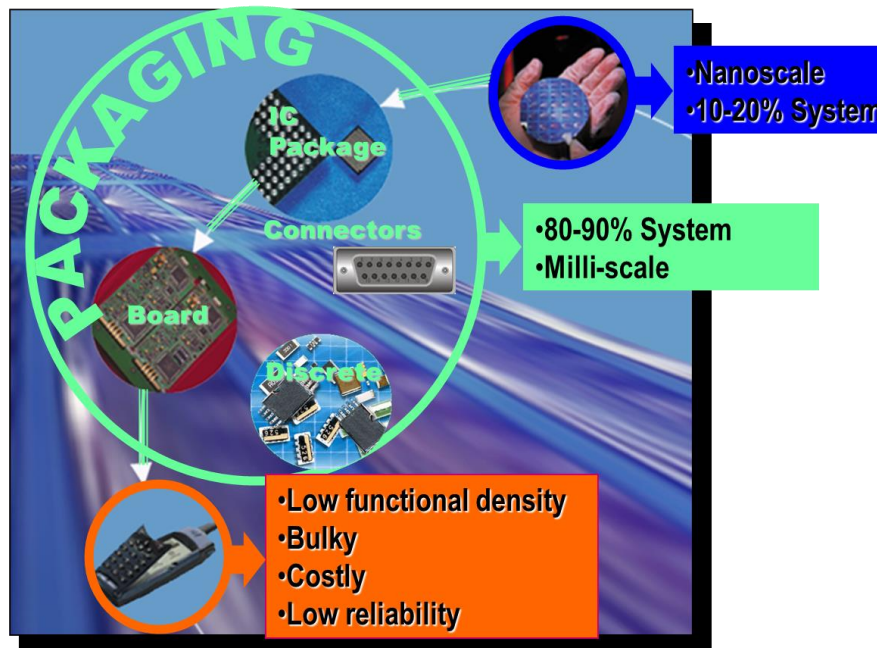 PACKAGING
IC
Package
Connectors
Board
Discrete
•Nanoscale
•10-20% System
•80-90% System
•Milli-scale
•Low functional density
•Bulky
•Costly
•Low reliability